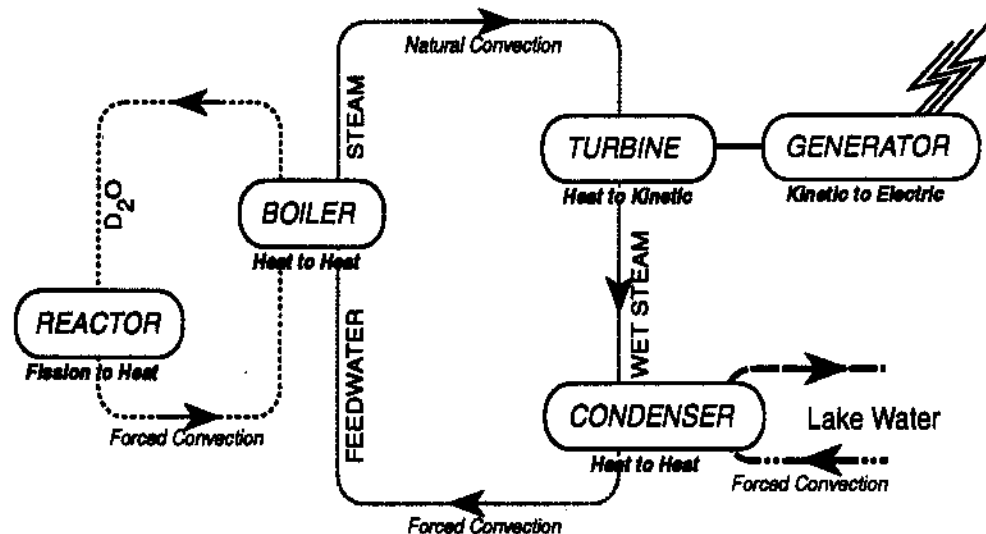 Natural Convection
STEAM
TURBINE
GENERATOR
Heat to Kinetic
Kinetic to Electric
D₂O
BOILER
Heat to Heat
WET STEAM
REACTOR
Fission to Heat
FEEDWATER
CONDENSER
Lake Water
Heat to Heat
Forced Convection
Forced Convection
Forced Convection